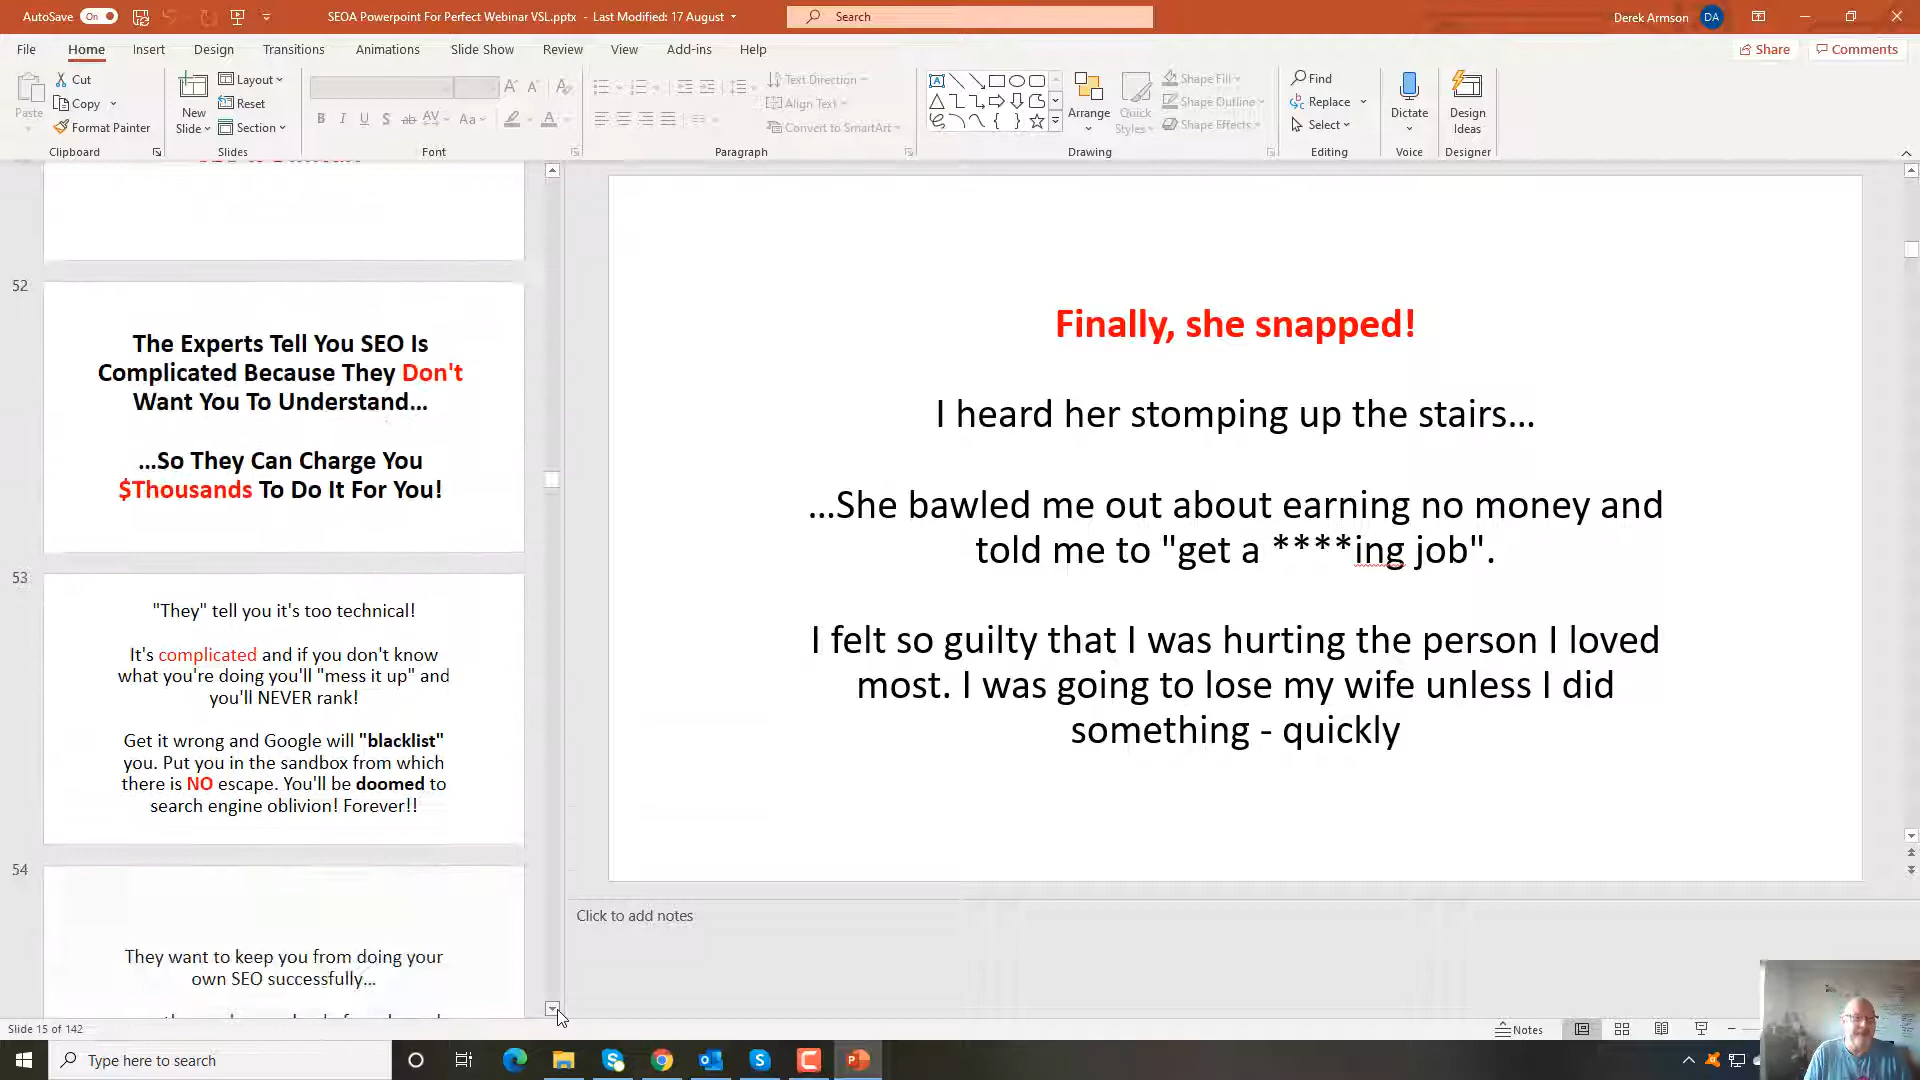 AutoSave On
SEOA Powerpoint For Perfect Webinar VSL.pptx - Last Modified: 17 August
Search
Derek Armson DA
File Home Insert Design Transitions Animations Slide Show Review View Add-ins Help
Share Comments
Paste
Cut
Copy
Format Painter
Clipboard
New Slide
Layout
Reset
Section
Slides
Font
Text Direction
Align Text
Convert to SmartArt
Paragraph
Arrange
Quick Styles
Shape Fill
Shape Outline
Shape Effects
Drawing
Find
Replace
Select
Editing
Dictate
Voice
Design Ideas
Designer
52
The Experts Tell You SEO Is
Complicated Because They Don't
Want You To Understand...
...So They Can Charge You
$Thousands To Do It For You!
53
"They" tell you it's too technical!
It's complicated and if you don't know
what you're doing you'll "mess it up" and
you'll NEVER rank!
Get it wrong and Google will "blacklist"
you. Put you in the sandbox from which
there is NO escape. You'll be doomed to
search engine oblivion! Forever!!
54
They want to keep you from doing your
own SEO successfully...
Finally, she snapped!
I heard her stomping up the stairs...
...She bawled me out about earning no money and
told me to "get a ****ing job".
I felt so guilty that I was hurting the person I loved
most. I was going to lose my wife unless I did
something - quickly
Click to add notes
Slide 15 of 142
Notes
Type here to search